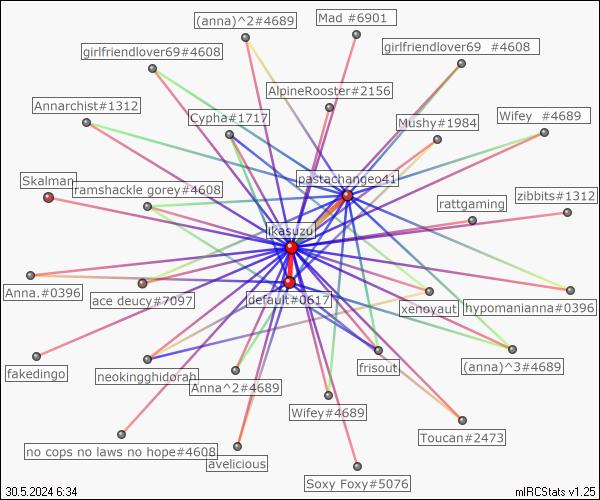 (anna)^2#4689
Mad #6901
girlfriendlover69#4608
girlfriendlover69 #4608
AlpineRooster#2156
Annarchist#1312
Cypha#1717
Mushy#1984
Wifey #4689
Skalman
ramshackle gorey#4608
pastachangeo41
zibbits#1312
rattgaming
ikasuzu
Anna.#0396
ace deucy#7097
default#0617
xenoyaut
hypomanianna#0396
fakedingo
neokingghidorah
Anna^2#4689
frisout
(anna)^3#4689
Wifey#4689
Toucan#2473
no cops no laws no hope#4608
avelicious
Soxy Foxy#5076
30.5.2024 6:34
mIRCStats v1.25